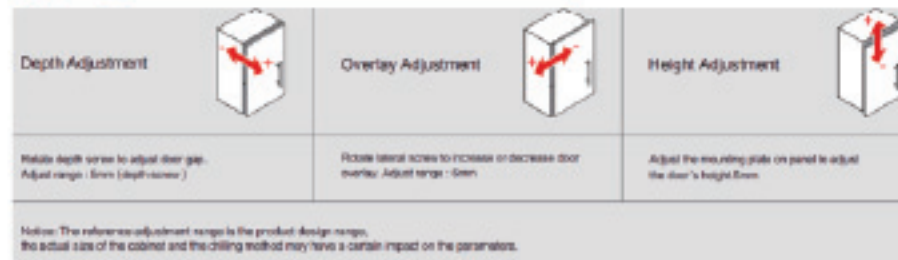 Depth Adjustment
Overlay Adjustment
Height Adjustment
Rotate depth screw to adjust door gap.
Adjust range : (depth screw )
Rotate lateral screw to increase or decrease door
overlay. Adjust range :
Adjust the mounting plate on panel to adjust
the door's height
Notice: The reference adjustment range is the product design range,
the actual size of the cabinet and the drilling method may have a certain impact on the parameters.